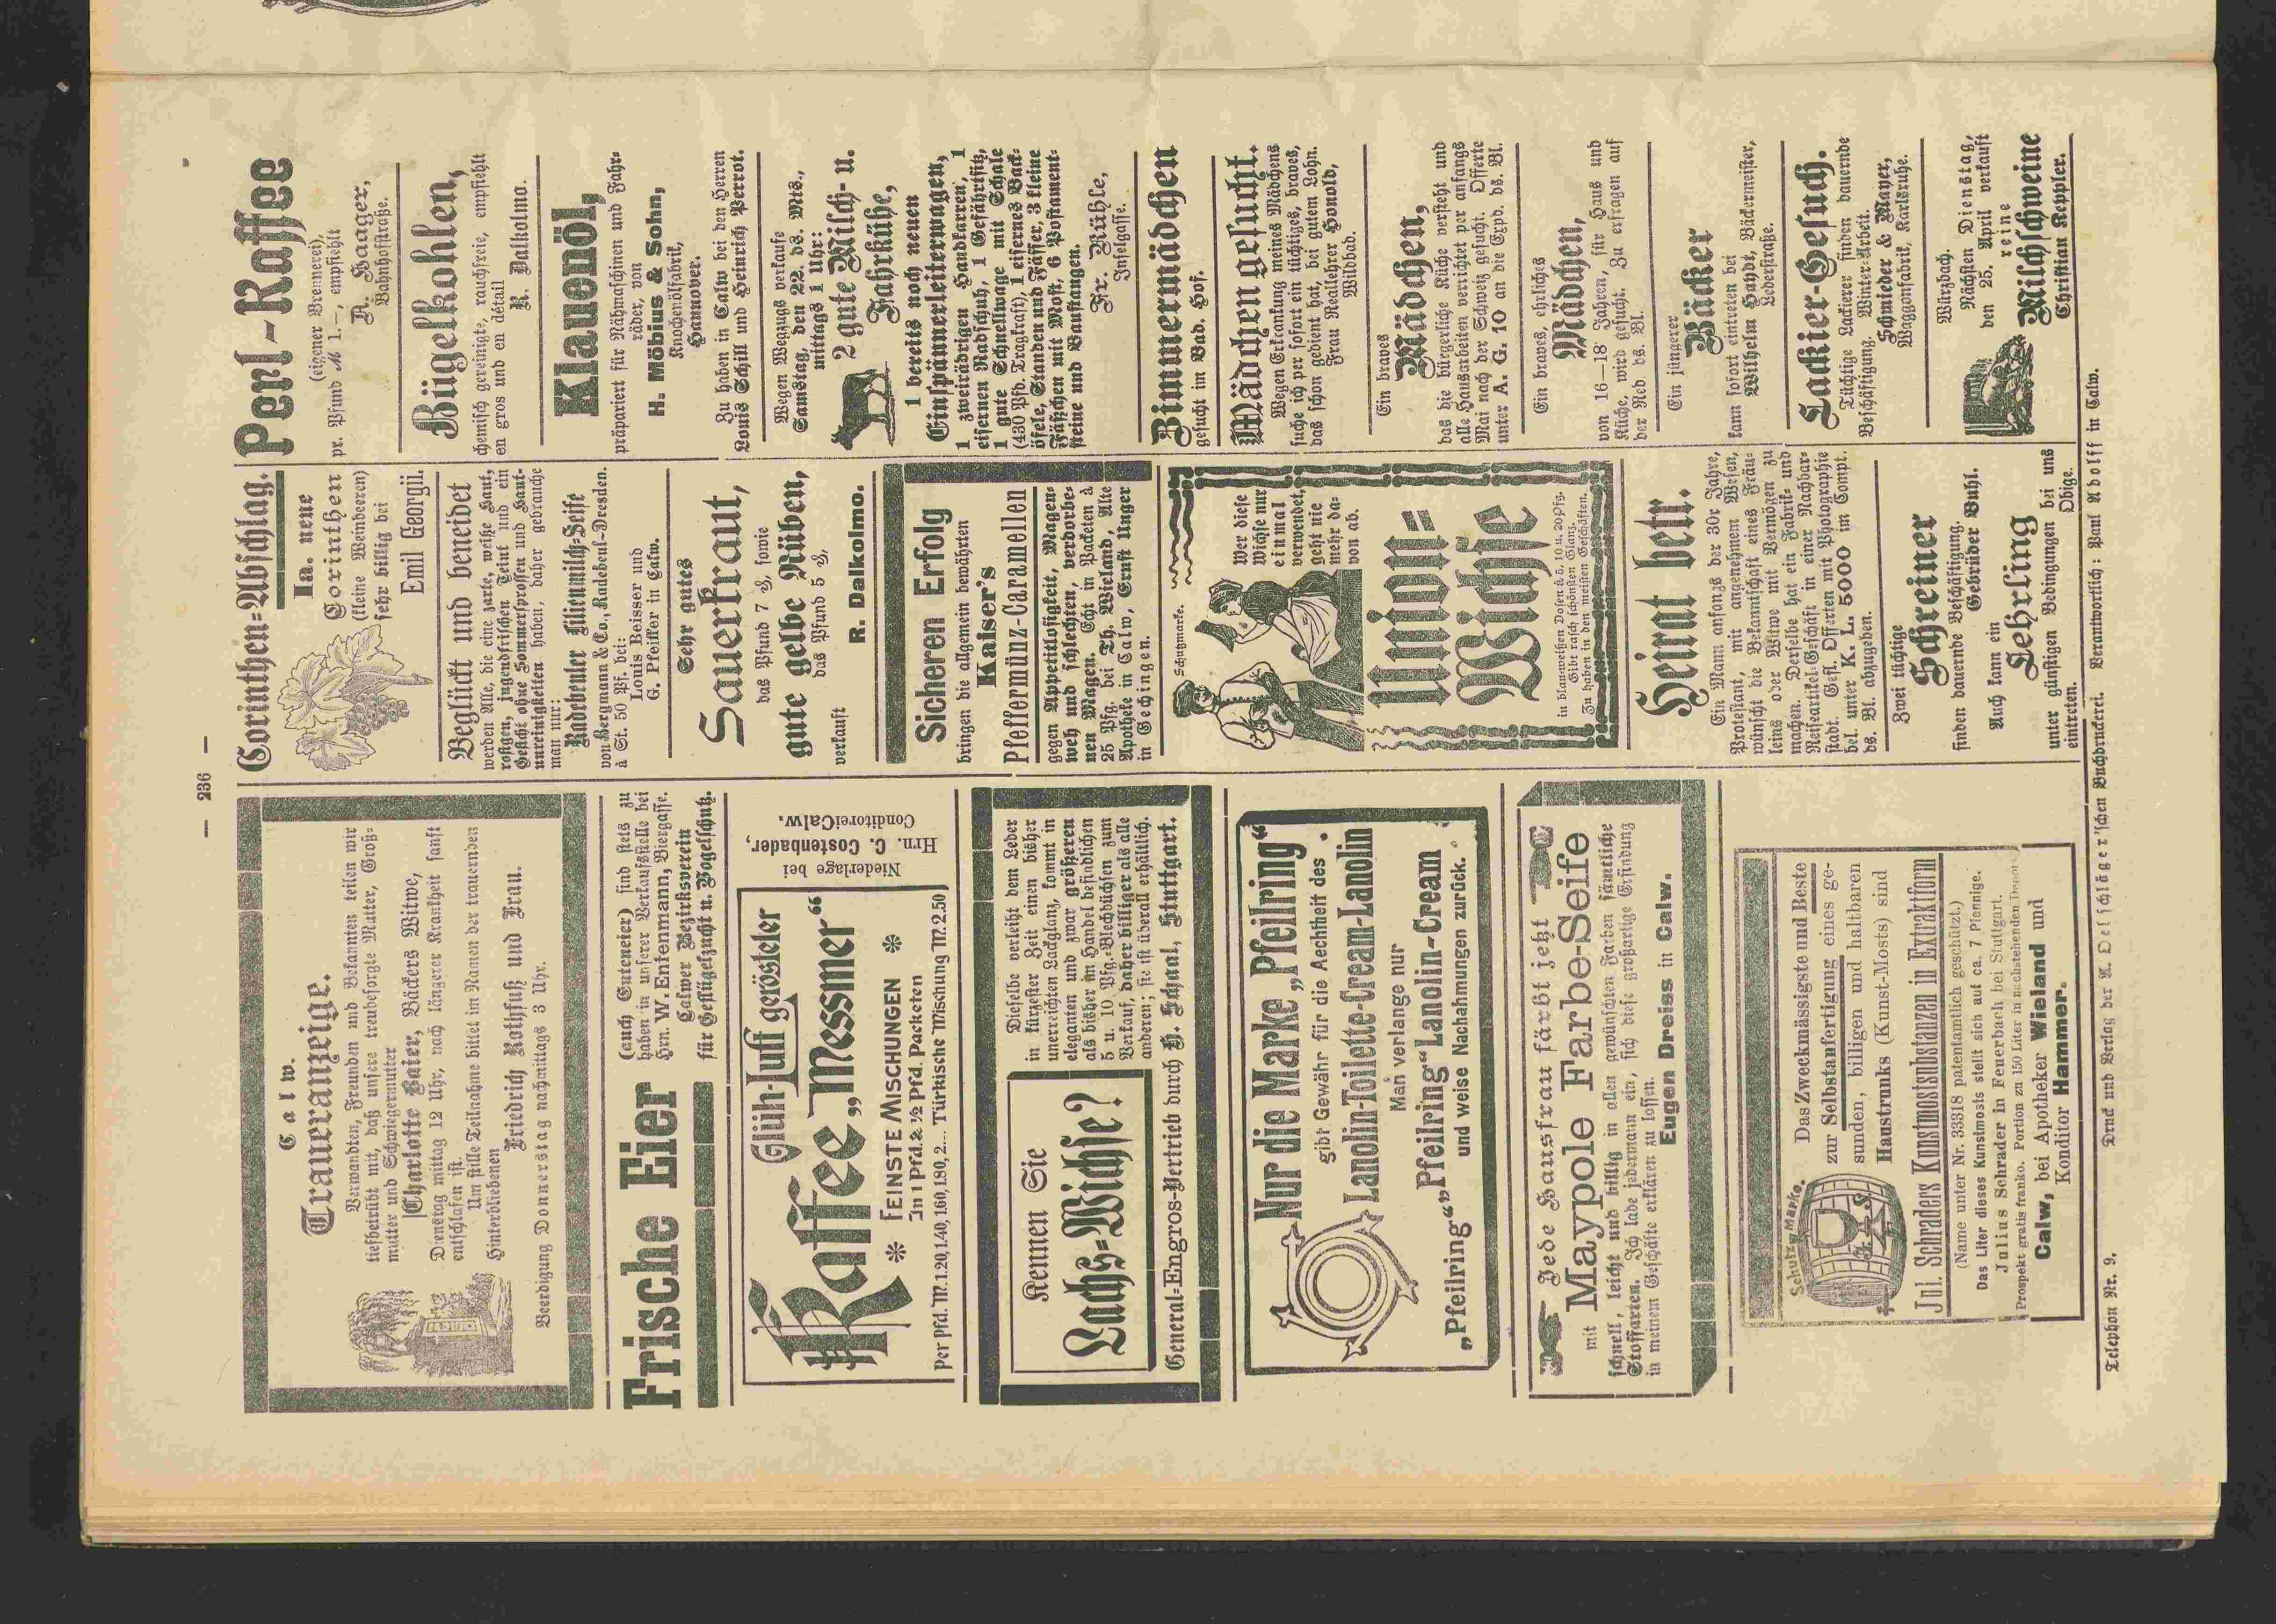 — 236 —
Calw.
Traueranzeige.
Verwandten, Freunden und Bekannten teilen wir
tiefbetrübt mit, daß unsere treubesorgte Mutter, Groß-
mutter und Schwiegermutter
Charlotte Baier, Bäckers Witwe,
Dienstag mittag 12 Uhr, nach längerer Krankheit sanft
entschlafen ist.
Um stille Teilnahme bittet im Namen der trauernden
Hinterbliebenen
Friedrich Rothfuß und Frau.
Beerdigung Donnerstag nachmittags 3 Uhr.
Frische Eier
(auch Enteneier) sind stets zu
haben in unserer Verkaufsstelle bei
Hrn. W. Entenmann, Biergasse.
Calwer Bezirksverein
für Geflügelzucht u. Vogelschutz.
Glüh-Luft gerösteter
Kaffee „Messmer“
FEINSTE MISCHUNGEN
In 1 Pfd. & ½ Pfd. Packeten
Per Pfd. M. 1.20, 1.40, 1.60, 1.80, 2.– Türkische Mischung M. 2.50
Niederlage bei
Hrn. C. Costenbader,
Conditorei Calw.
Kennen Sie
Lachs-Wichse?
Dieselbe verleiht dem Leder
in kürzester Zeit einen bisher
unerreichten Lackglanz, kommt in
eleganten und zwar größeren
als bisher im Handel befindlichen
5 u. 10 Pfg.-Blechbüchsen zum
Verkauf, daher billiger als alle
anderen; sie ist überall erhältlich.
General-Engros-Vertrieb durch H. Schaal, Stuttgart.
Nur die Marke „Pfeilring“
gibt Gewähr für die Aechtheit des
Lanolin-Toilette-Cream-Lanolin
Man verlange nur
„Pfeilring“ „Pfeilring“ Lanolin-Cream
und weise Nachahmungen zurück.
Jede Hausfrau färbt jetzt
mit Maypole Farbe-Seife
schnell, leicht und billig in allen gewünschten Farben sämtliche
Stoffarten. Ich lade jedermann ein, sich diese großartige Erfindung
in meinem Geschäfte erklären zu lassen.
Eugen Dreiss in Calw.
Schutz-Marke.
Das Zweckmässigste und Beste
zur Selbstanfertigung eines ge-
sunden, billigen und haltbaren
Haustrunks (Kunst-Mosts) sind
Jul. Schraders Kunstmostsubstanzen in Extraktform
(Name unter Nr. 33318 patentamtlich geschützt.)
Das Liter dieses Kunstmosts stellt sich auf ca. 7 Pfennige.
Julius Schrader in Feuerbach bei Stuttgart.
Prospekt gratis franko. Portion zu 150 Liter in nachstehenden Depots
Calw, bei Apotheker Wieland und
Konditor Hammer.
Corinthen-Abschlag.
Ia. neue
Corinthen
(kleine Weinbeeren)
sehr billig bei
Emil Georgii.
Beglückt und beneidet
werden Alle, die eine zarte, weiße Haut,
rosigen, jugendfrischen Teint und ein
Gesicht ohne Sommersprossen und Haut-
unreinigkeiten haben, daher gebrauche
man nur:
Radebeuler Lilienmilch-Seife
von Bergmann & Co., Radebeul-Dresden.
à St. 50 Pf. bei:
Louis Beisser und
G. Pfeiffer in Calw.
Sehr gutes
Sauerkraut,
das Pfund 7 ₰, sowie
gute gelbe Rüben,
das Pfund 5 ₰,
verkauft
R. Dalkolmo.
Sicheren Erfolg
bringen die allgemein bewährten
Kaiser's
Pfeffermünz-Caramellen
gegen Appetitlosigkeit, Magen-
weh und schlechten, verdorbe-
nen Magen. Echt in Packeten à
25 Pfg. bei Th. Wieland, Alte
Apotheke in Calw, Ernst Unger
in Gechingen.
Schutzmarke.
Wer diese
Wichse nur
einmal
verwendet,
geht nie
mehr da-
von ab.
Union-
Wichse
in blau-weißen Dosen à 5, 10 u. 20 Pfg.
Gibt rasch schönsten Glanz.
Zu haben in den meisten Geschäften.
Heirat betr.
Ein Mann anfangs der 30r Jahre,
Protestant, mit angenehmem Wesen,
wünscht die Bekanntschaft eines Fräu-
leins oder Witwe mit Vermögen zu
machen. Derselbe hat ein Fabrik- und
Reiseartikel-Geschäft in einer Nachbar-
stadt. Gefl. Offerten mit Photographie
bel. unter K. L. 5000 im Compt.
ds. Bl. abzugeben.
Zwei tüchtige
Schreiner
finden dauernde Beschäftigung.
Gebrüder Buhl.
Auch kann ein
Lehrling
unter günstigen Bedingungen bei uns
eintreten.
Obige.
Perl-Kaffee
(eigener Brennerei),
pr. Pfund ℳ 1.–, empfiehlt
A. Haager,
Bahnhofstraße.
Bügelkohlen,
chemisch gereinigte, rauchfreie, empfiehlt
en gros und en détail
R. Dalkolmo.
Klauenöl,
präpariert für Nähmaschinen und Fahr-
räder, von
H. Möbius & Sohn,
Knochenölfabrik,
Hannover.
Zu haben in Calw bei den Herren
Louis Schill und Heinrich Perrot.
Wegen Wegzugs verkaufe
Samstag, den 22. ds. Mts.,
mittags 1 Uhr:
2 gute Milch- u.
Fahrkühe,
1 bereits noch neuen
Einspännerleiterwagen,
1 zweirädrigen Handkarren, 1
eisernen Radschuh, 1 Gefährtsitz,
1 gute Schnellwage mit Schale
(430 Pfd. Tragkraft), 1 eisernes Back-
öfele, Standen und Fässer, 3 kleine
Fäßchen mit Most, 6 Postament-
steine und Baustangen.
Fr. Rühle,
Inselgasse.
Zimmermädchen
gesucht im Bad. Hof.
Mädchen gesucht.
Wegen Erkrankung meines Mädchens
suche ich per sofort ein tüchtiges, braves,
das schon gedient hat, bei gutem Lohn.
Frau Reallehrer Honold,
Wildbad.
Ein braves
Mädchen,
das die bürgerliche Küche versteht und
alle Hausarbeiten verrichtet per anfangs
Mai nach der Schweiz gesucht. Offerte
unter A. G. 10 an die Exp. ds. Bl.
Ein braves, ehrliches
Mädchen,
von 16—18 Jahren, für Haus und
Küche, wird gesucht. Zu erfragen auf
der Red. ds. Bl.
Ein jüngerer
Bäcker
kann sofort eintreten bei
Wilhelm Haydt, Bäckermeister,
Lederstraße.
Lackier-Gesuch.
Tüchtige Lackierer finden dauernde
Beschäftigung. Winter-Arbeit.
Schmieder & Mayer,
Waggonfabrik, Karlsruhe.
Würzbach.
Nächsten Dienstag,
den 25. April verkauft
reine
Milchschweine
Christian Keppler.
Telephon Nr. 9.
Druck und Verlag der A. Oelschläger'schen Buchdruckerei. Verantwortlich: Paul Adolff in Calw.